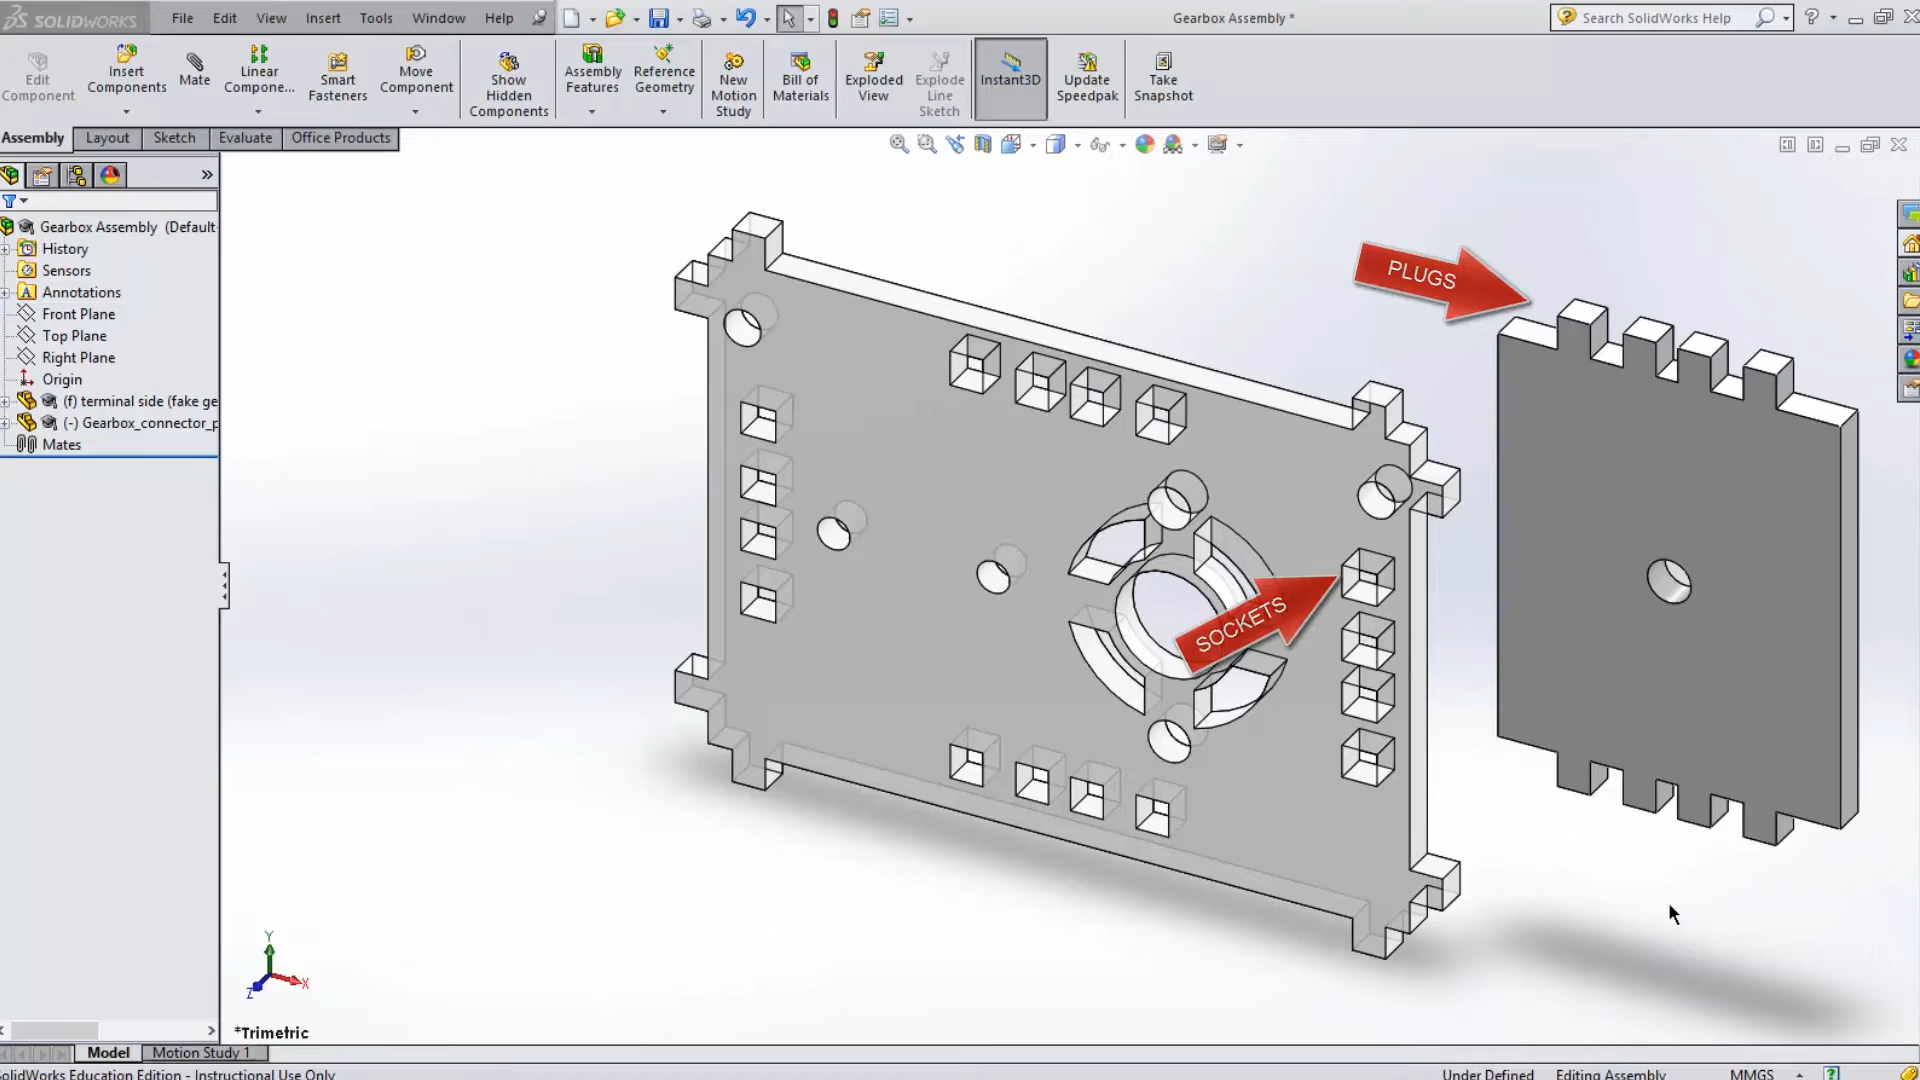 SOLIDWORKS File Edit View Insert Tools Window Help Gearbox Assembly * Search SolidWorks Help
Edit Component
Insert Components
Mate
Linear Compone...
Smart Fasteners
Move Component
Show Hidden Components
Assembly Features
Reference Geometry
New Motion Study
Bill of Materials
Exploded View
Explode Line Sketch
Instant3D
Update Speedpak
Take Snapshot
Assembly Layout Sketch Evaluate Office Products
Gearbox Assembly (Default
History
Sensors
Annotations
Front Plane
Top Plane
Right Plane
Origin
(f) terminal side (fake ge
(-) Gearbox_connector_p
Mates
PLUGS
SOCKETS
Y
X
Z
*Trimetric
Model Motion Study 1
SolidWorks Education Edition - Instructional Use Only Under Defined Editing Assembly MMGS